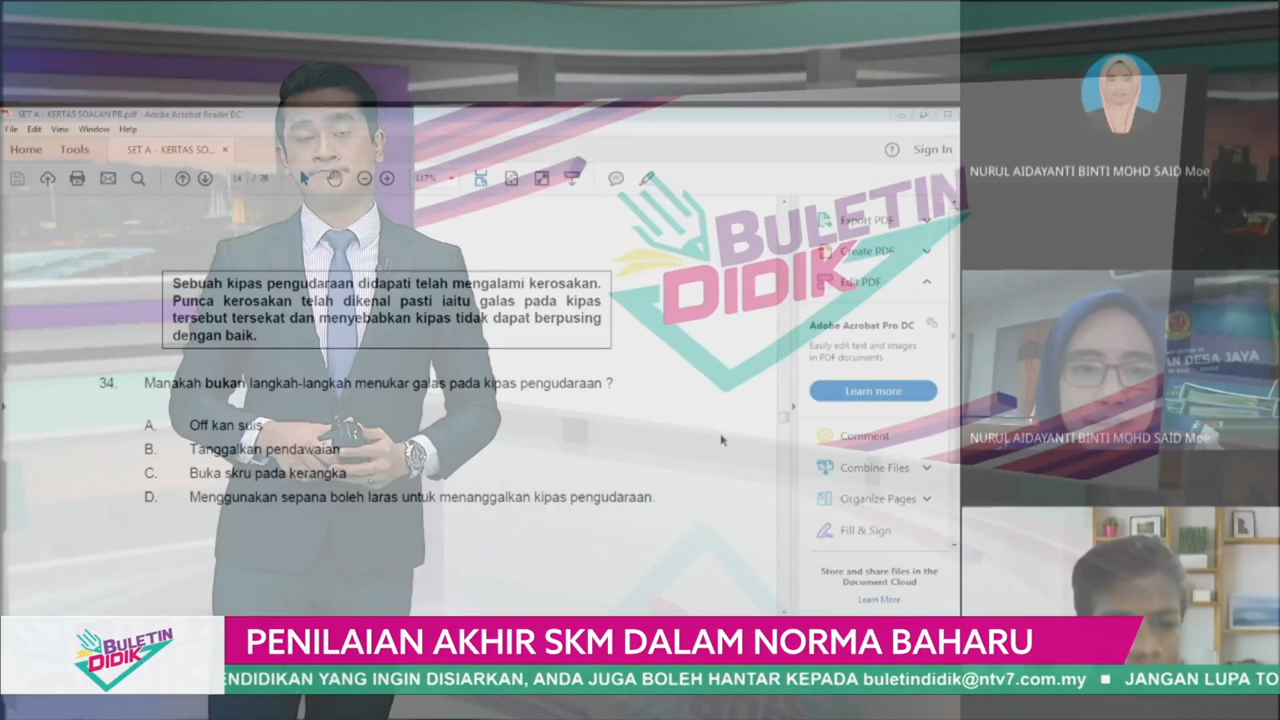 SET A - KERTAS SOALAN PB.pdf - Adobe Acrobat Reader DC
File Edit View Window Help
Home Tools SET A - KERTAS SO... ×
Sign In
14 / 26
117%
NURUL AIDAYANTI BINTI MOHD SAID Moe
BULETIN
DIDIK
Export PDF
Create PDF
Edit PDF
Sebuah kipas pengudaraan didapati telah mengalami kerosakan.
Punca kerosakan telah dikenal pasti iaitu galas pada kipas
tersebut tersekat dan menyebabkan kipas tidak dapat berpusing
dengan baik.
34. Manakah bukan langkah-langkah menukar galas pada kipas pengudaraan ?
A. Off kan suis
B. Tanggalkan pendawaian
C. Buka skru pada kerangka
D. Menggunakan sepana boleh laras untuk menanggalkan kipas pengudaraan.
Adobe Acrobat Pro DC
Easily edit text and images
in PDF documents
Learn more
Comment
Combine Files
Organize Pages
Fill & Sign
Store and share files in the
Document Cloud
Learn More
AN DESA JAYA
NURUL AIDAYANTI BINTI MOHD SAID Moe
BULETIN
DIDIK
PENILAIAN AKHIR SKM DALAM NORMA BAHARU
ENDIDIKAN YANG INGIN DISIARKAN, ANDA JUGA BOLEH HANTAR KEPADA buletindidik@ntv7.com.my ■ JANGAN LUPA TO